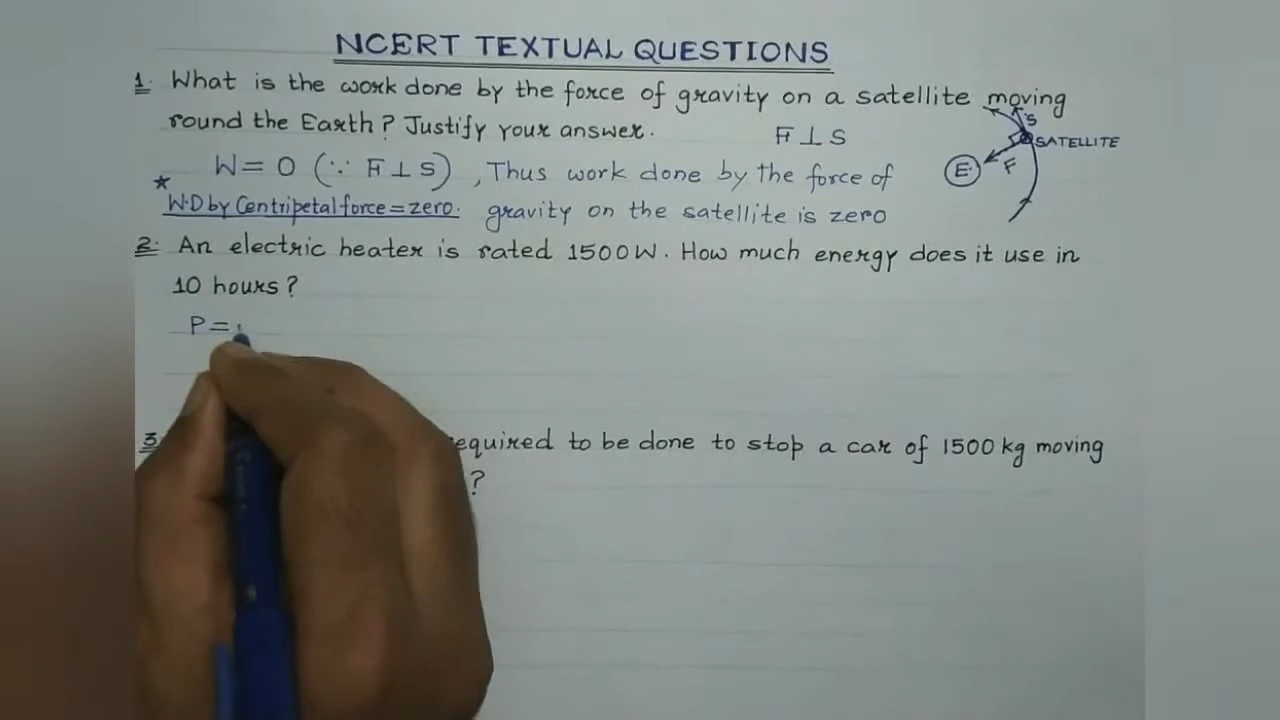 NCERT TEXTUAL QUESTIONS
1. What is the work done by the force of gravity on a satellite moving
round the Earth? Justify your answer.
F ⊥ S
S
SATELLITE
E
F
W = 0 (∵ F ⊥ S), Thus work done by the force of
* W.D by Centripetal force = zero. gravity on the satellite is zero
2. An electric heater is rated 1500W. How much energy does it use in
10 hours?
P =
3. required to be done to stop a car of 1500 kg moving
?